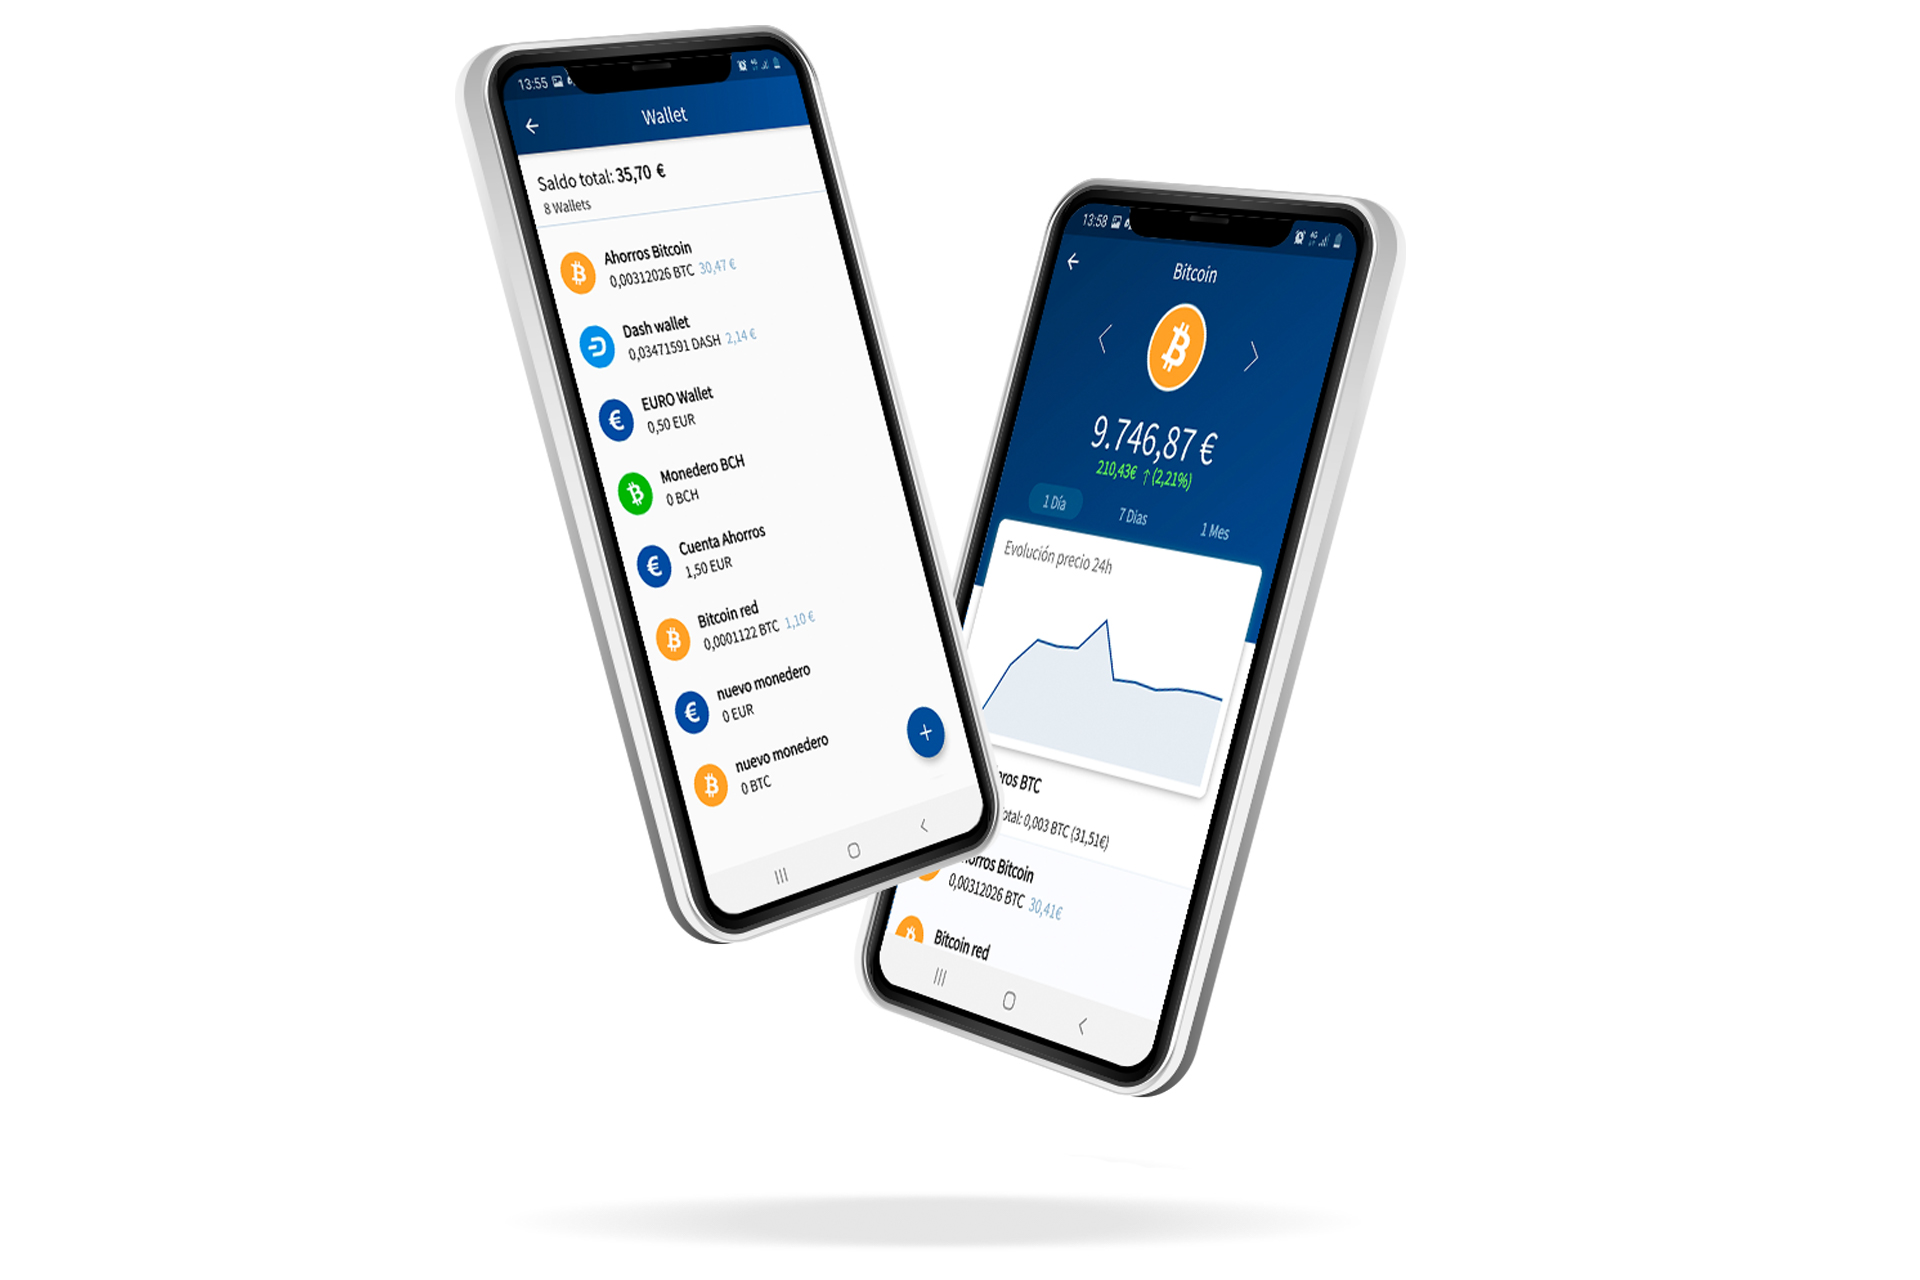 13:55
Wallet
Saldo total: 35,70 €
8 Wallets
Ahorros Bitcoin
0,00312026 BTC 30,47 €
Dash wallet
0,03471591 DASH 2,14 €
EURO Wallet
0,50 EUR
Monedero BCH
0 BCH
Cuenta Ahorros
1,50 EUR
Bitcoin red
0,0001122 BTC 1,10 €
nuevo monedero
0 EUR
nuevo monedero
0 BTC
13:58
4G
Bitcoin
9.746,87 €
210,43€ ↑ (2,21%)
1 Día
7 Dias
1 Mes
Evolución precio 24h
ros BTC
otal: 0,003 BTC (31,51€)
orros Bitcoin
0,00312026 BTC 30,41€
Bitcoin red